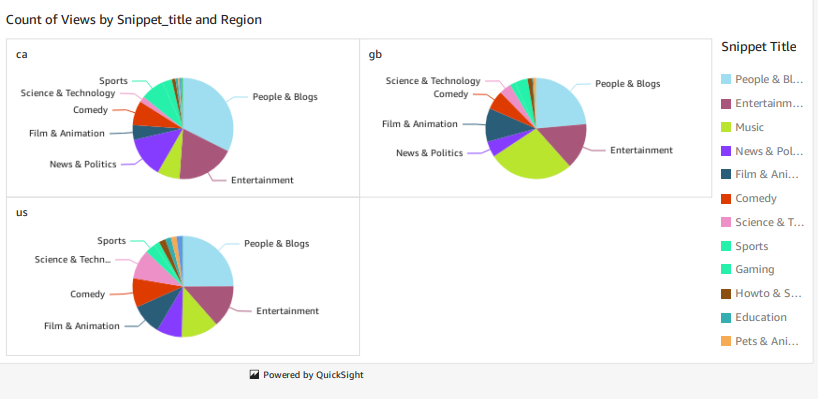 Count of Views by Snippet_title and Region
ca
Sports
Science & Technology
Comedy
Film & Animation
News & Politics
People & Blogs
Entertainment
gb
Science & Technology
Comedy
Film & Animation
News & Politics
People & Blogs
Entertainment
us
Sports
Science & Techn...
Comedy
Film & Animation
People & Blogs
Entertainment
Snippet Title
People & Bl...
Entertainm...
Music
News & Pol...
Film & Ani...
Comedy
Science & T...
Sports
Gaming
Howto & S...
Education
Pets & Ani...
Powered by QuickSight